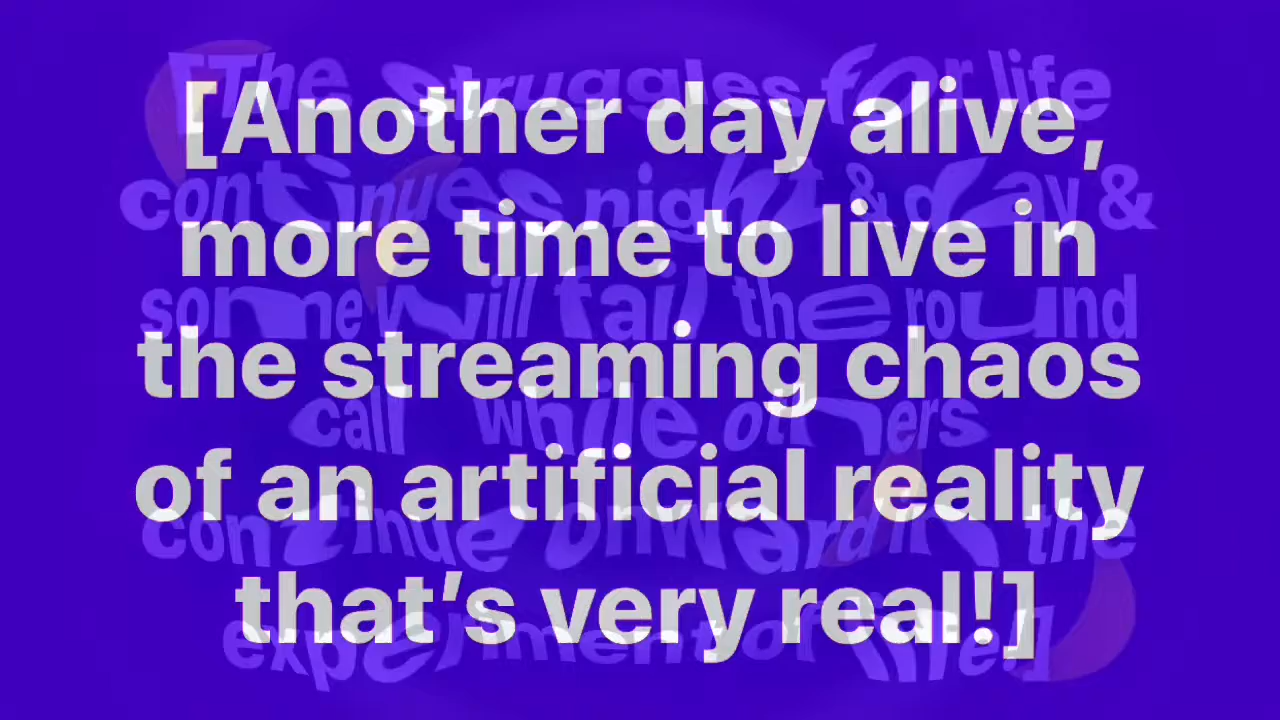 [Another day alive,
more time to live in
the streaming chaos
of an artificial reality
that’s very real!]
[The struggles for life
continues night & day &
some will fail the round
call while others
continue onward in the
experiment of life!]